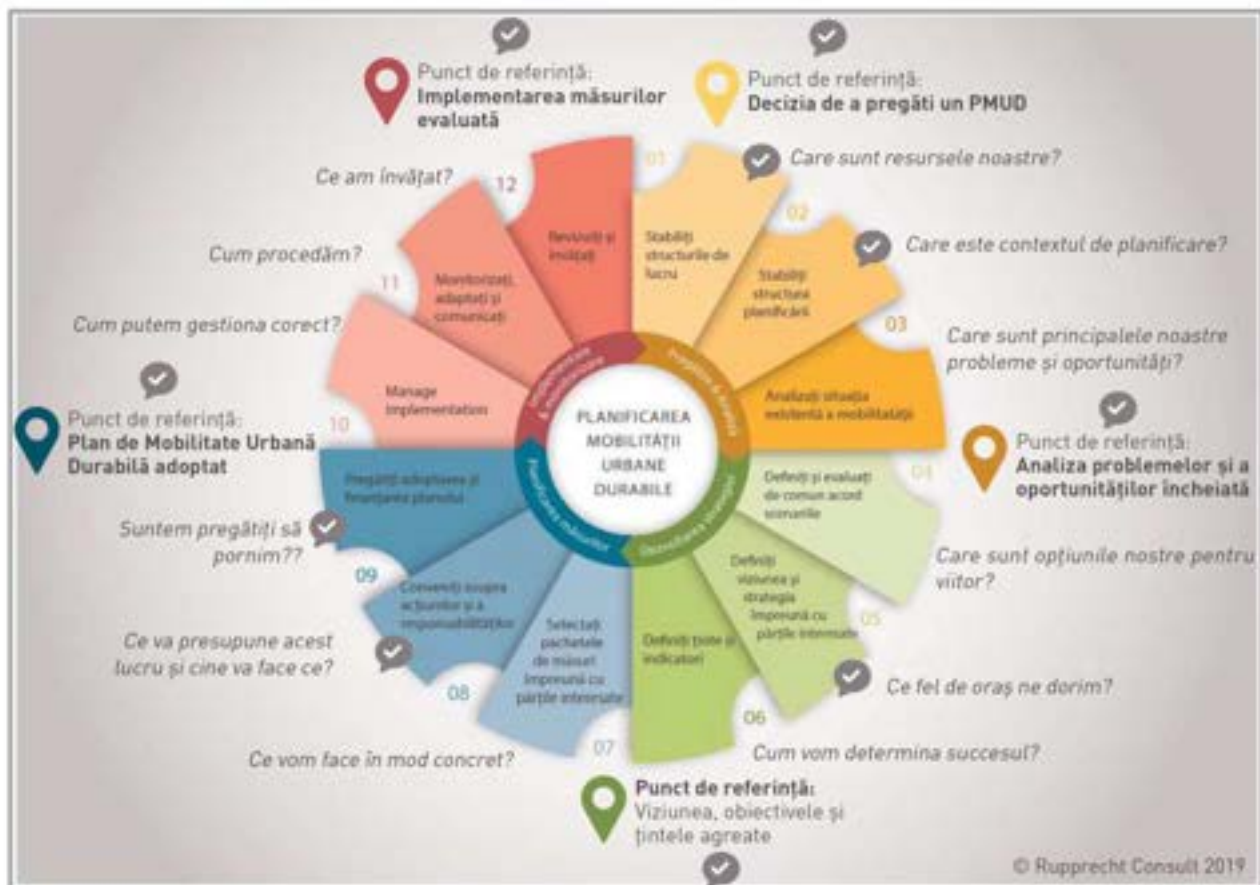 Punct de referință:
Implementarea măsurilor
evaluată
Punct de referință:
Decizia de a pregăti un PMUD
Ce am învățat?
12
01
Care sunt resursele noastre?
Revizuiți și
învățați
Stabiliți
structurile de
lucru
02
Care este contextul de planificare?
Cum procedăm?
11
Monitorizați,
adaptați și
comunicați
Stabiliți
structura
planificării
03
Care sunt principalele noastre
probleme și oportunități?
Cum putem gestiona corect?
Manage
implementation
Analizați situația
existentă a mobilității
10
Punct de referință:
Plan de Mobilitate Urbană
Durabilă adoptat
PLANIFICAREA
MOBILITĂȚII
URBANE
DURABILE
Planificarea măsurilor
Dezvoltarea strategiei
Punct de referință:
Analiza problemelor și a
oportunităților încheiată
04
Definiți și evaluați
de comun acord
scenariile
Pregătiți adoptarea și
finanțarea planului
Suntem pregătiți să
pornim??
09
Care sunt opțiunile nostre pentru
viitor?
Definiți
viziunea și
strategia
împreună cu
părțile interesate
05
Conveniți asupra
acțiunilor și a
responsabilităților
Ce va presupune acest
lucru și cine va face ce?
08
Selectați
pachetele
de măsuri
împreună cu
părțile interesate
Definiți ținte și
indicatori
Ce fel de oraș ne dorim?
06
07
Ce vom face în mod concret?
Cum vom determina succesul?
Punct de referință:
Viziunea, obiectivele și
țintele agreate
© Rupprecht Consult 2019